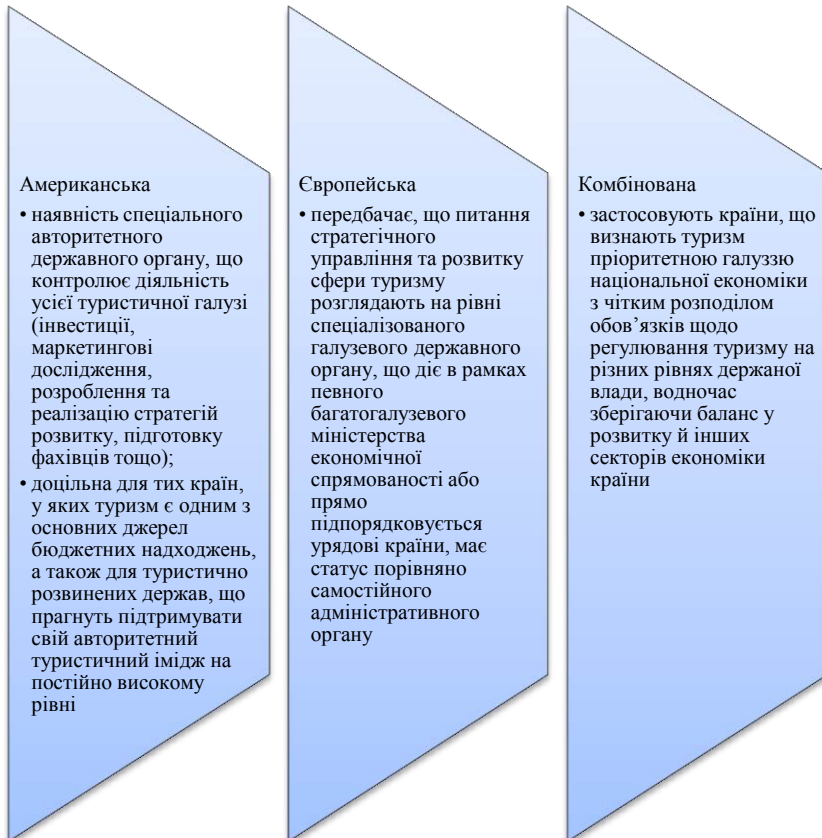 Американська
• наявність спеціального
авторитетного
державного органу, що
контролює діяльність
усієї туристичної галузі
(інвестиції,
маркетингові
дослідження,
розроблення та
реалізацію стратегій
розвитку, підготовку
фахівців тощо);
• доцільна для тих країн,
у яких туризм є одним з
основних джерел
бюджетних надходжень,
а також для туристично
розвинених держав, що
прагнуть підтримувати
свій авторитетний
туристичний імідж на
постійно високому
рівні
Європейська
• передбачає, що питання
стратегічного
управління та розвитку
сфери туризму
розглядають на рівні
спеціалізованого
галузевого державного
органу, що діє в рамках
певного
багатогалузевого
міністерства
економічної
спрямованості або
прямо
підпорядковується
урядові країни, має
статус порівняно
самостійного
адміністративного
органу
Комбінована
• застосовують країни, що
визнають туризм
пріоритетною галуззю
національної економіки
з чітким розподілом
обов’язків щодо
регулювання туризму на
різних рівнях держаної
влади, водночас
зберігаючи баланс у
розвитку й інших
секторів економіки
країни